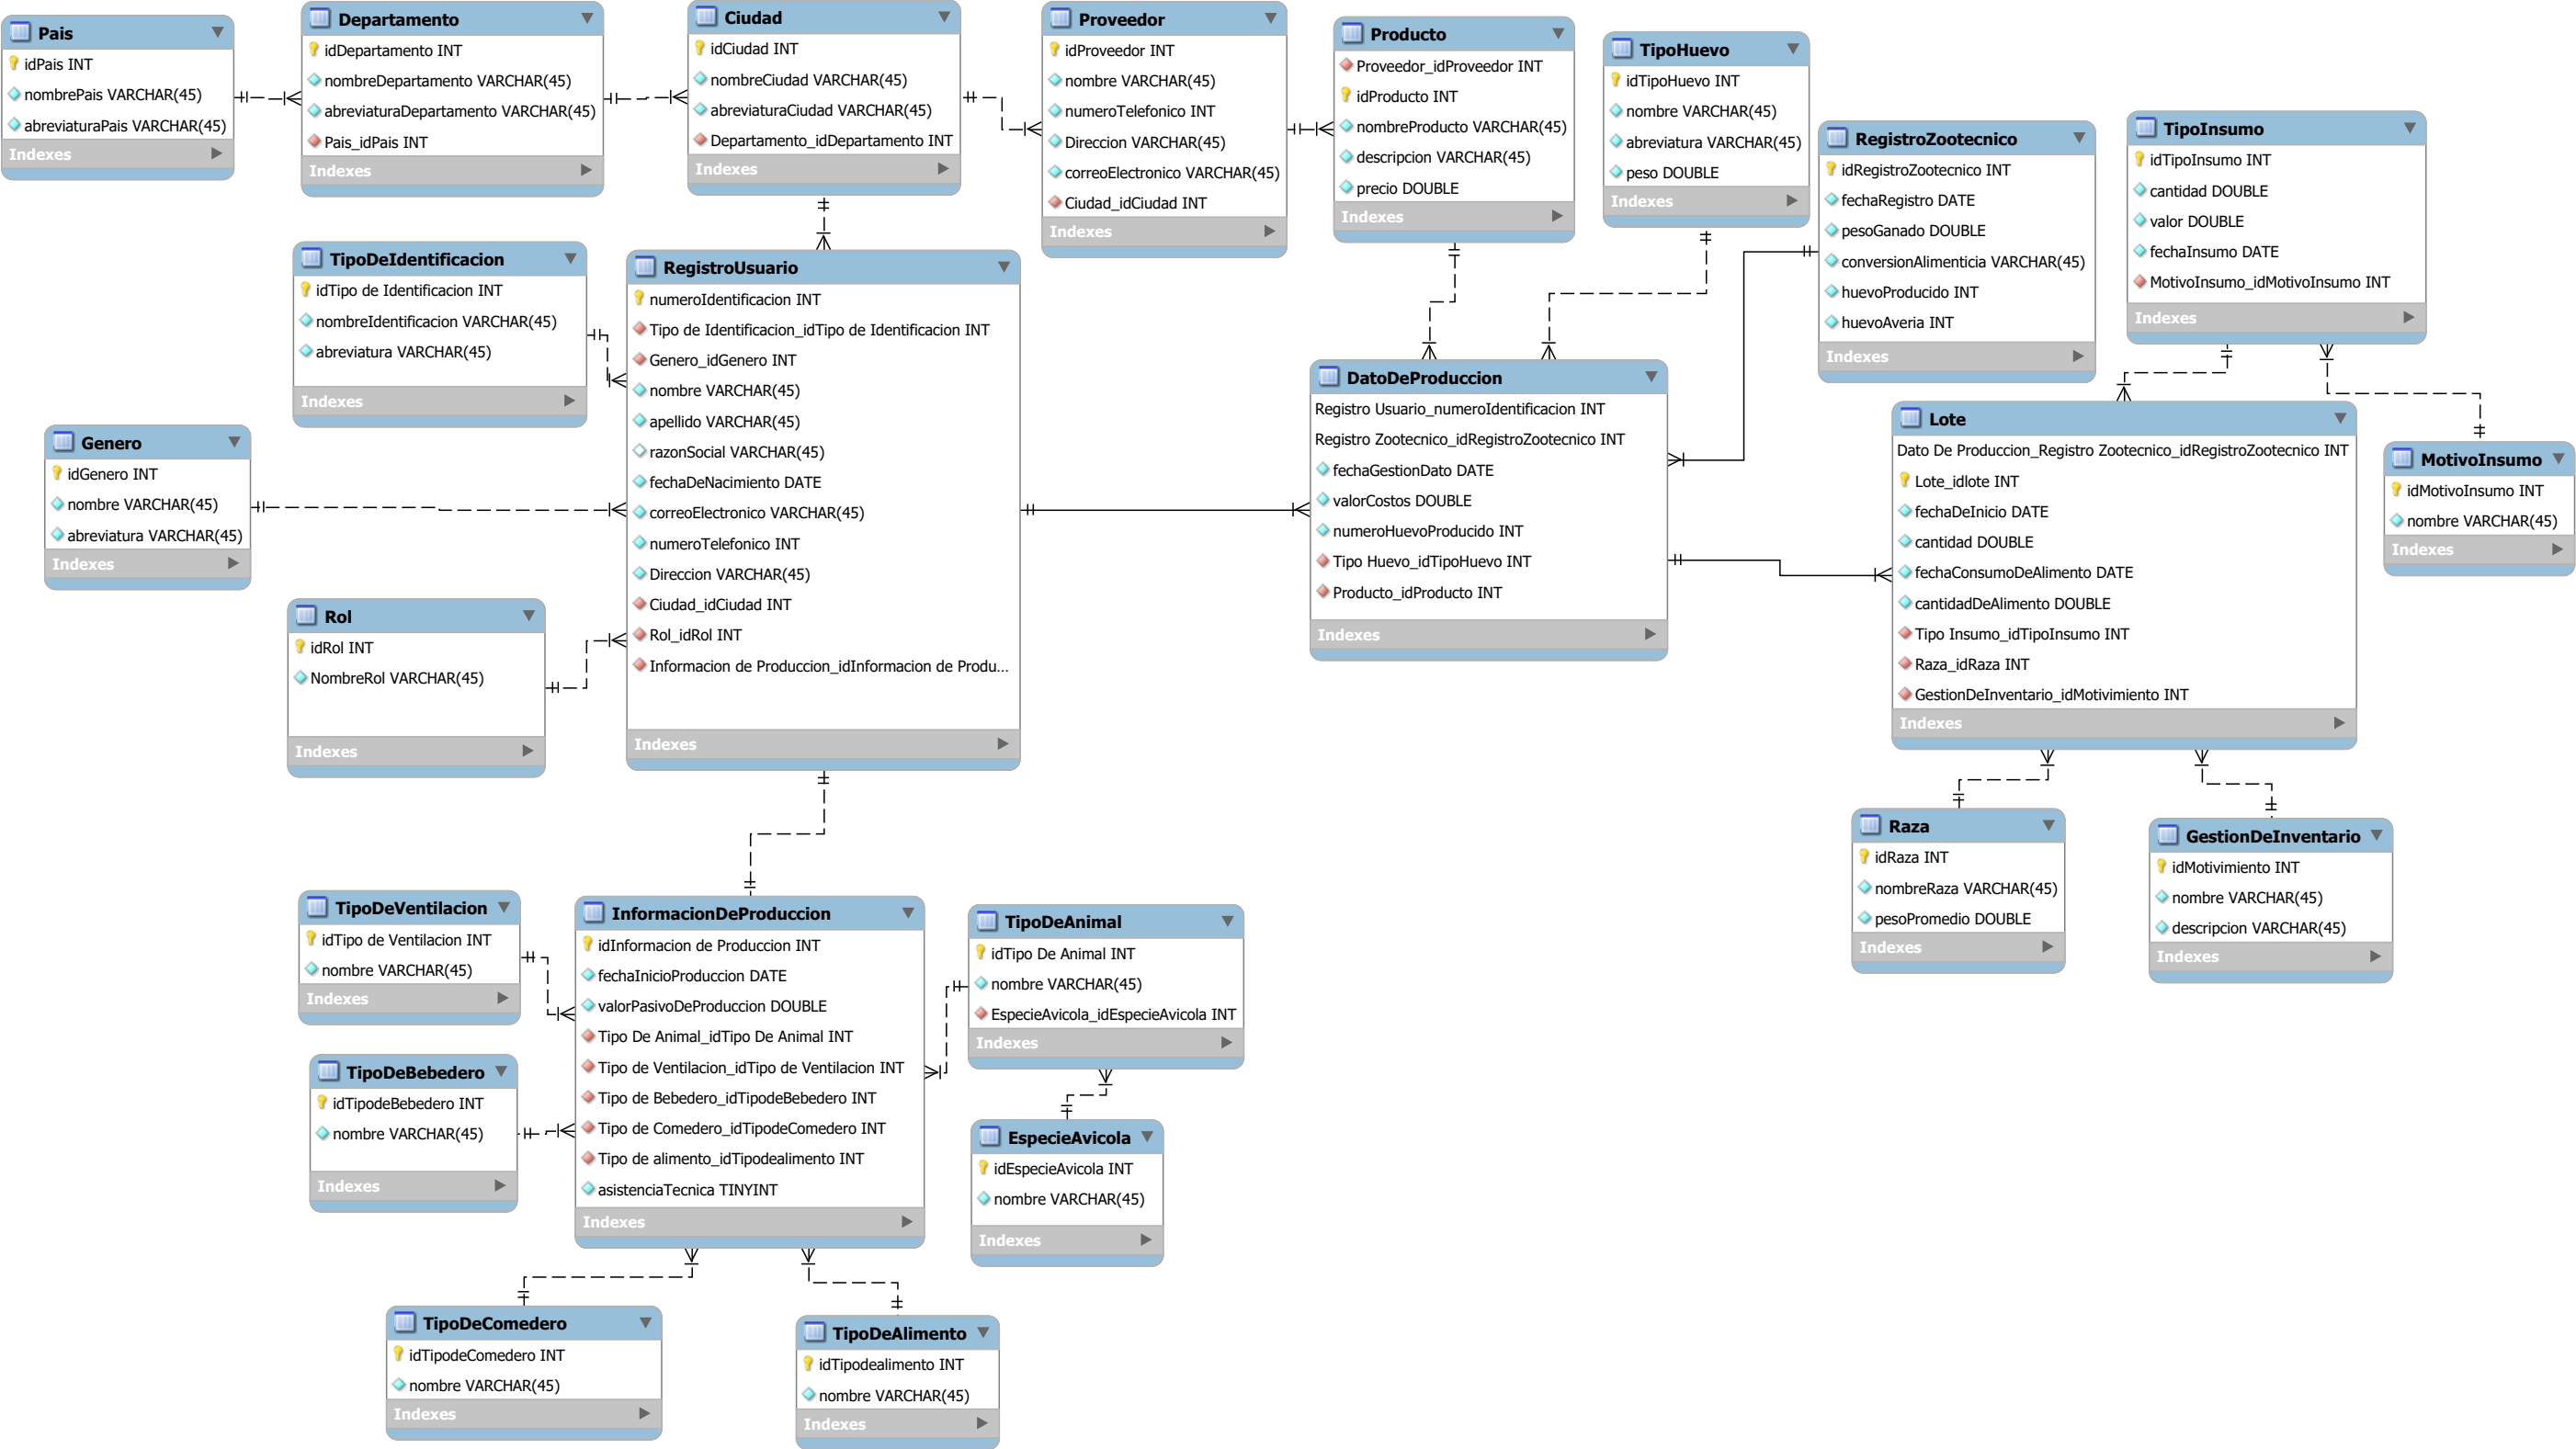 Pais
idPais INT
nombrePais VARCHAR(45)
abreviaturaPais VARCHAR(45)
Indexes
Departamento
idDepartamento INT
nombreDepartamento VARCHAR(45)
abreviaturaDepartamento VARCHAR(45)
Pais_idPais INT
Indexes
Ciudad
idCiudad INT
nombreCiudad VARCHAR(45)
abreviaturaCiudad VARCHAR(45)
Departamento_idDepartamento INT
Indexes
Proveedor
idProveedor INT
nombre VARCHAR(45)
numeroTelefonico INT
Direccion VARCHAR(45)
correoElectronico VARCHAR(45)
Ciudad_idCiudad INT
Indexes
Producto
Proveedor_idProveedor INT
idProducto INT
nombreProducto VARCHAR(45)
descripcion VARCHAR(45)
precio DOUBLE
Indexes
TipoHuevo
idTipoHuevo INT
nombre VARCHAR(45)
abreviatura VARCHAR(45)
peso DOUBLE
Indexes
RegistroZootecnico
idRegistroZootecnico INT
fechaRegistro DATE
pesoGanado DOUBLE
conversionAlimenticia VARCHAR(45)
huevoProducido INT
huevoAveria INT
Indexes
TipoInsumo
idTipoInsumo INT
cantidad DOUBLE
valor DOUBLE
fechaInsumo DATE
MotivoInsumo_idMotivoInsumo INT
Indexes
TipoDeIdentificacion
idTipo de Identificacion INT
nombreIdentificacion VARCHAR(45)
abreviatura VARCHAR(45)
Indexes
RegistroUsuario
numeroIdentificacion INT
Tipo de Identificacion_idTipo de Identificacion INT
Genero_idGenero INT
nombre VARCHAR(45)
apellido VARCHAR(45)
razonSocial VARCHAR(45)
fechaDeNacimiento DATE
correoElectronico VARCHAR(45)
numeroTelefonico INT
Direccion VARCHAR(45)
Ciudad_idCiudad INT
Rol_idRol INT
Informacion de Produccion_idInformacion de Produ...
Indexes
Genero
idGenero INT
nombre VARCHAR(45)
abreviatura VARCHAR(45)
Indexes
Rol
idRol INT
NombreRol VARCHAR(45)
Indexes
DatoDeProduccion
Registro Usuario_numeroIdentificacion INT
Registro Zootecnico_idRegistroZootecnico INT
fechaGestionDato DATE
valorCostos DOUBLE
numeroHuevoProducido INT
Tipo Huevo_idTipoHuevo INT
Producto_idProducto INT
Indexes
Lote
Dato De Produccion_Registro Zootecnico_idRegistroZootecnico INT
Lote_idlote INT
fechaDeInicio DATE
cantidad DOUBLE
fechaConsumoDeAlimento DATE
cantidadDeAlimento DOUBLE
Tipo Insumo_idTipoInsumo INT
Raza_idRaza INT
GestionDeInventario_idMotivimiento INT
Indexes
MotivoInsumo
idMotivoInsumo INT
nombre VARCHAR(45)
Indexes
Raza
idRaza INT
nombreRaza VARCHAR(45)
pesoPromedio DOUBLE
Indexes
GestionDeInventario
idMotivimiento INT
nombre VARCHAR(45)
descripcion VARCHAR(45)
Indexes
TipoDeVentilacion
idTipo de Ventilacion INT
nombre VARCHAR(45)
Indexes
InformacionDeProduccion
idInformacion de Produccion INT
fechaInicioProduccion DATE
valorPasivoDeProduccion DOUBLE
Tipo De Animal_idTipo De Animal INT
Tipo de Ventilacion_idTipo de Ventilacion INT
Tipo de Bebedero_idTipodeBebedero INT
Tipo de Comedero_idTipodeComedero INT
Tipo de alimento_idTipodealimento INT
asistenciaTecnica TINYINT
Indexes
TipoDeAnimal
idTipo De Animal INT
nombre VARCHAR(45)
EspecieAvicola_idEspecieAvicola INT
Indexes
TipoDeBebedero
idTipodeBebedero INT
nombre VARCHAR(45)
Indexes
EspecieAvicola
idEspecieAvicola INT
nombre VARCHAR(45)
Indexes
TipoDeComedero
idTipodeComedero INT
nombre VARCHAR(45)
Indexes
TipoDeAlimento
idTipodealimento INT
nombre VARCHAR(45)
Indexes